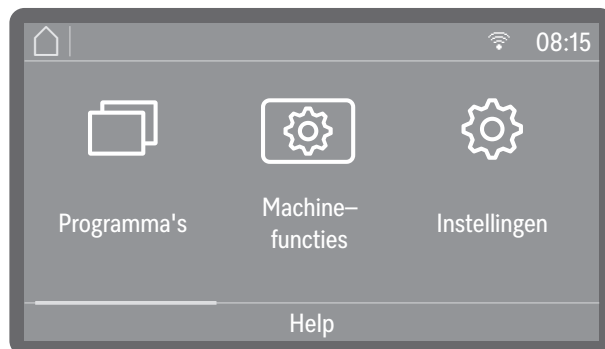 08:15
Programma's
Machine–
functies
Instellingen
Help